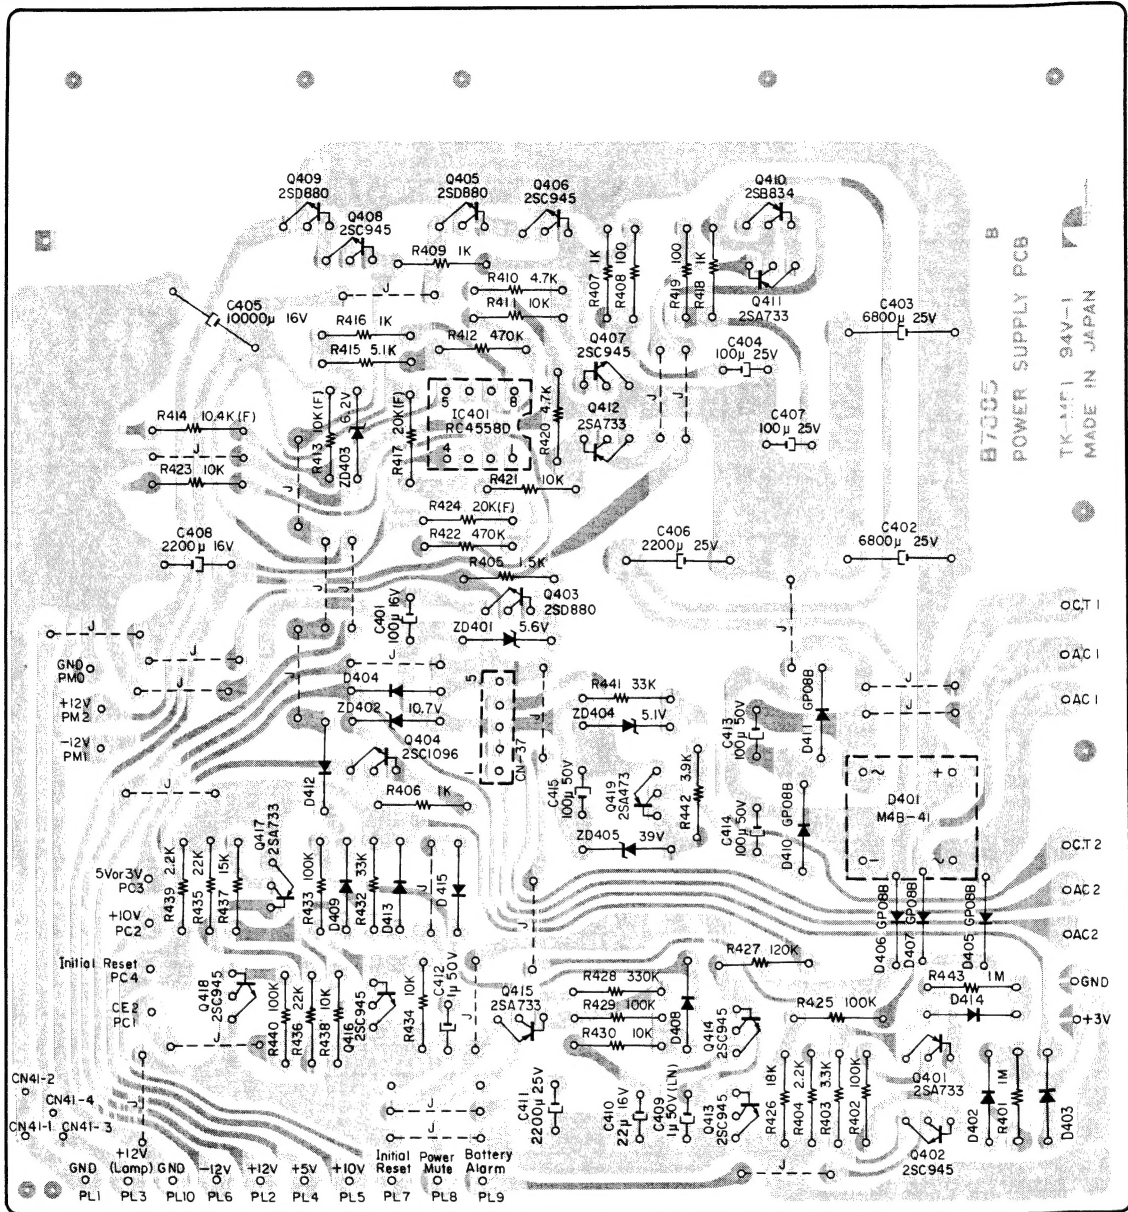 Q409
2SD880
Q405
2SD880
Q406
2SC945
Q410
2SB834
Q408
2SC945
R409 1K
R410 4.7K
R411 10K
R407 1K
R408 100
R419 100
R418 1K
Q411
2SA733
B
B7005
POWER SUPPLY PCB
TK-MF1 94V-1
MADE IN JAPAN
C405
10000μ 16V
J
R416 1K
R415 5.1K
R412 470K
Q407
2SC945
C404
100μ 25V
C403
6800μ 25V
R414 10.4K(F)
J
R423 10K
R413 10K(F)
ZD403 6.2V
R417 20K(F)
5 8
IC401
RC4558D
4 1
R420 4.7K
Q412
2SA733
J
C407
100μ 25V
J
R421 10K
R424 20K(F)
R422 470K
C408
2200μ 16V
C406
2200μ 25V
C402
6800μ 25V
R405 1.5K
Q403
2SD880
J
C401
100μ 16V
ZD401 5.6V
J
CT1
J
J
GND
PM0
J
+12V
PM2
-12V
PM1
J
J
D404
ZD402 10.7V
Q404
2SC1096
5
1
CN-37
J
R441 33K
ZD404 5.1V
C413
100μ 50V
D411 GP08B
J
AC1
AC1
D412
R406 1K
J
C415
100μ 50V
Q419
2SA473
R442 3.9K
C414
100μ 50V
D410 GP08B
~ +
D401
M4B-41
- ~
ZD405 39V
Q417
2SA733
5Vor3V
PC3
R439 2.2K
R435 22K
R437 15K
R433 100K
D409
R432 33K
D413
J
D415
J
CT2
AC2
AC2
D406 GP08B
D407 GP08B
D405 GP08B
+10V
PC2
Initial Reset
PC4
CE2
PC1
Q418
2SC945
R440 100K
R436 22K
R438 10K
Q416
2SC945
R434 10K
C412
1μ 50V
J
Q415
2SA733
R427 120K
R428 330K
R429 100K
R430 10K
D408
Q414
2SC945
R425 100K
R443 1M
D414
GND
+3V
J
CN41-2
CN41-4
CN41-1 CN41-3
J
J
J
C411
2200μ 25V
C410
22μ 16V
C409
1μ 50V(LN)
Q413
2SC945
R426 18K
R404 2.2K
R403 3.3K
R402 100K
Q401
2SA733
D402
R401 1M
D403
Q402
2SC945
J
GND
PL1
+12V
(Lamp)
PL3
GND
PL10
-12V
PL6
+12V
PL2
+5V
PL4
+10V
PL5
Initial
Reset
PL7
Power
Mute
PL8
Battery
Alarm
PL9